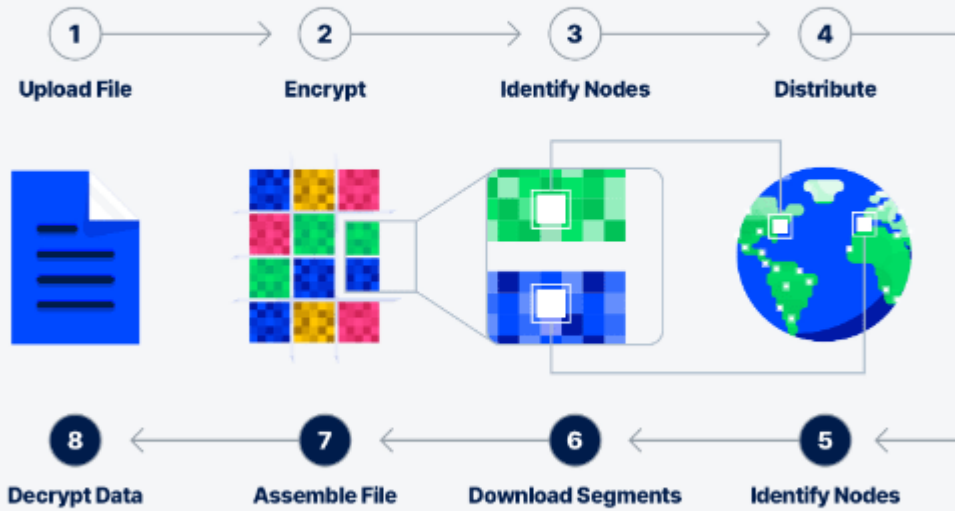 1
2
3
4
Upload File
Encrypt
Identify Nodes
Distribute
8
7
6
5
Decrypt Data
Assemble File
Download Segments
Identify Nodes